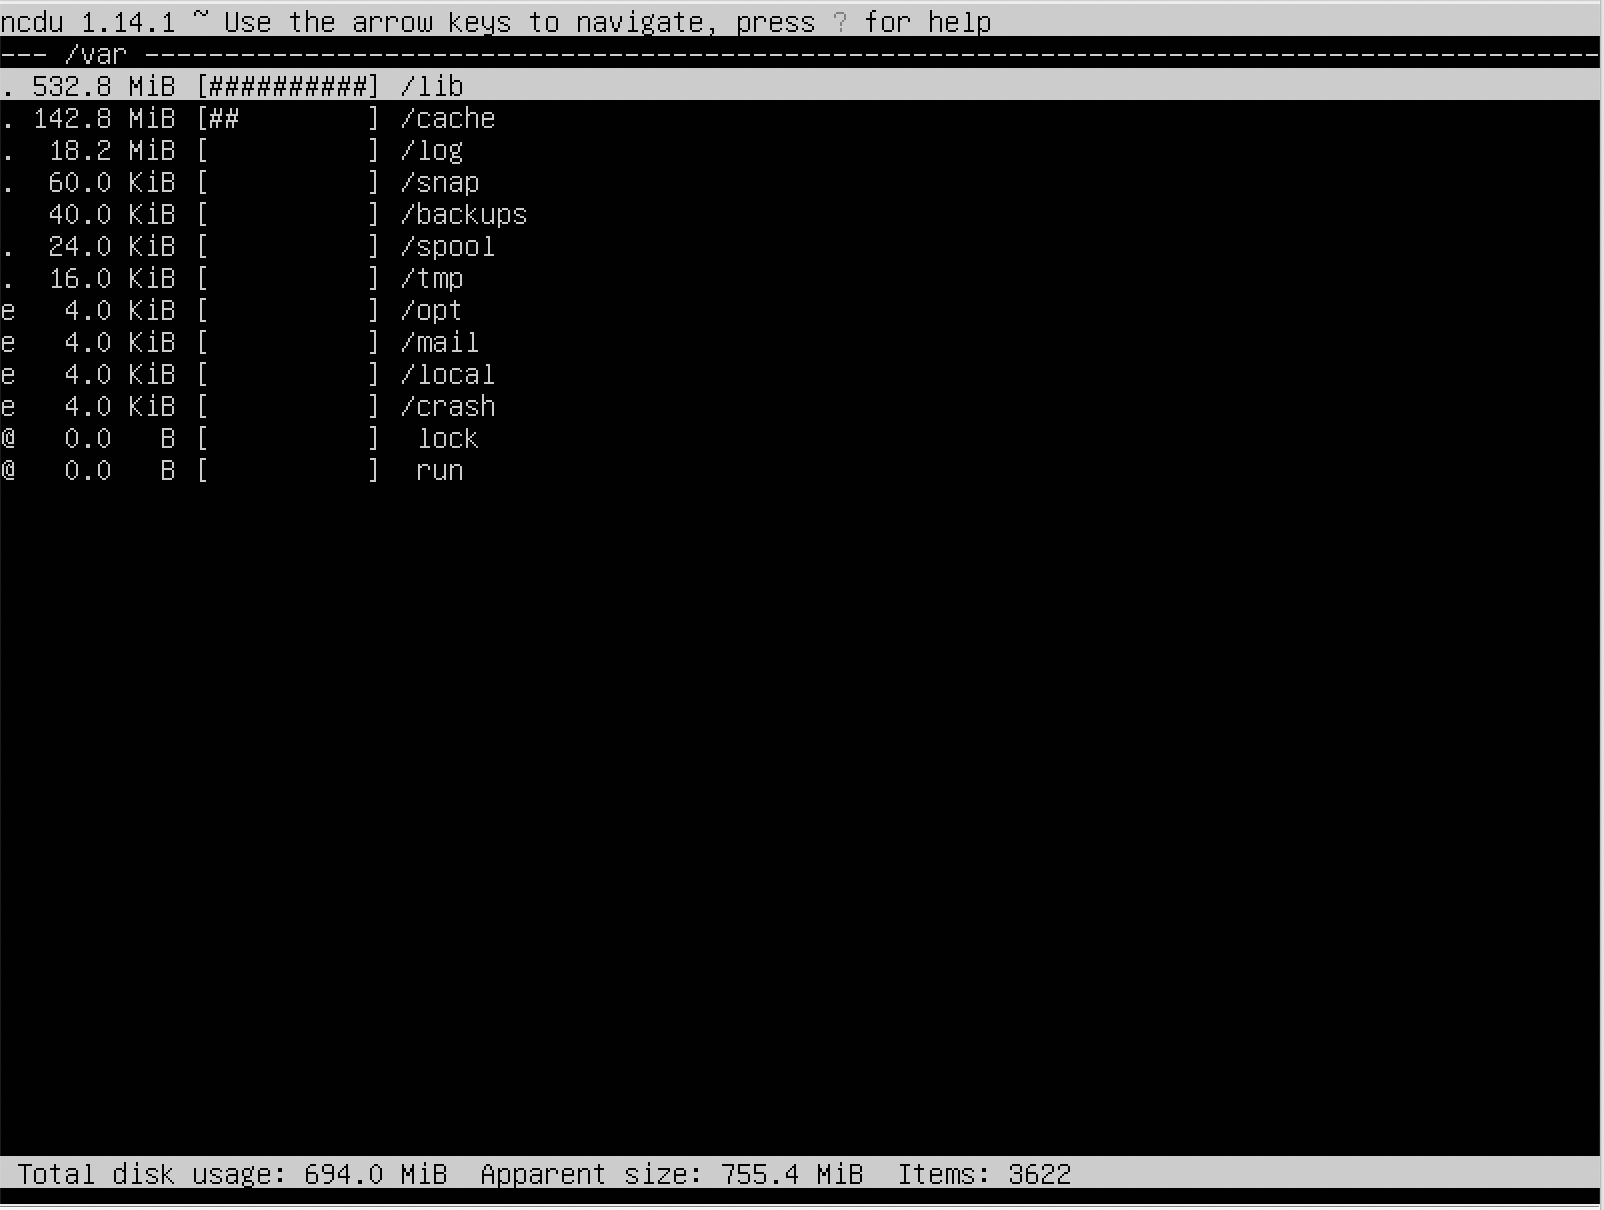 ncdu 1.14.1 ~ Use the arrow keys to navigate, press ? for help
--- /var -------------------------------------------------------------------------------------------
. 532.8 MiB [##########] /lib
. 142.8 MiB [##        ] /cache
.  18.2 MiB [          ] /log
.  60.0 KiB [          ] /snap
   40.0 KiB [          ] /backups
.  24.0 KiB [          ] /spool
.  16.0 KiB [          ] /tmp
e   4.0 KiB [          ] /opt
e   4.0 KiB [          ] /mail
e   4.0 KiB [          ] /local
e   4.0 KiB [          ] /crash
@   0.0   B [          ]  lock
@   0.0   B [          ]  run
Total disk usage: 694.0 MiB  Apparent size: 755.4 MiB  Items: 3622